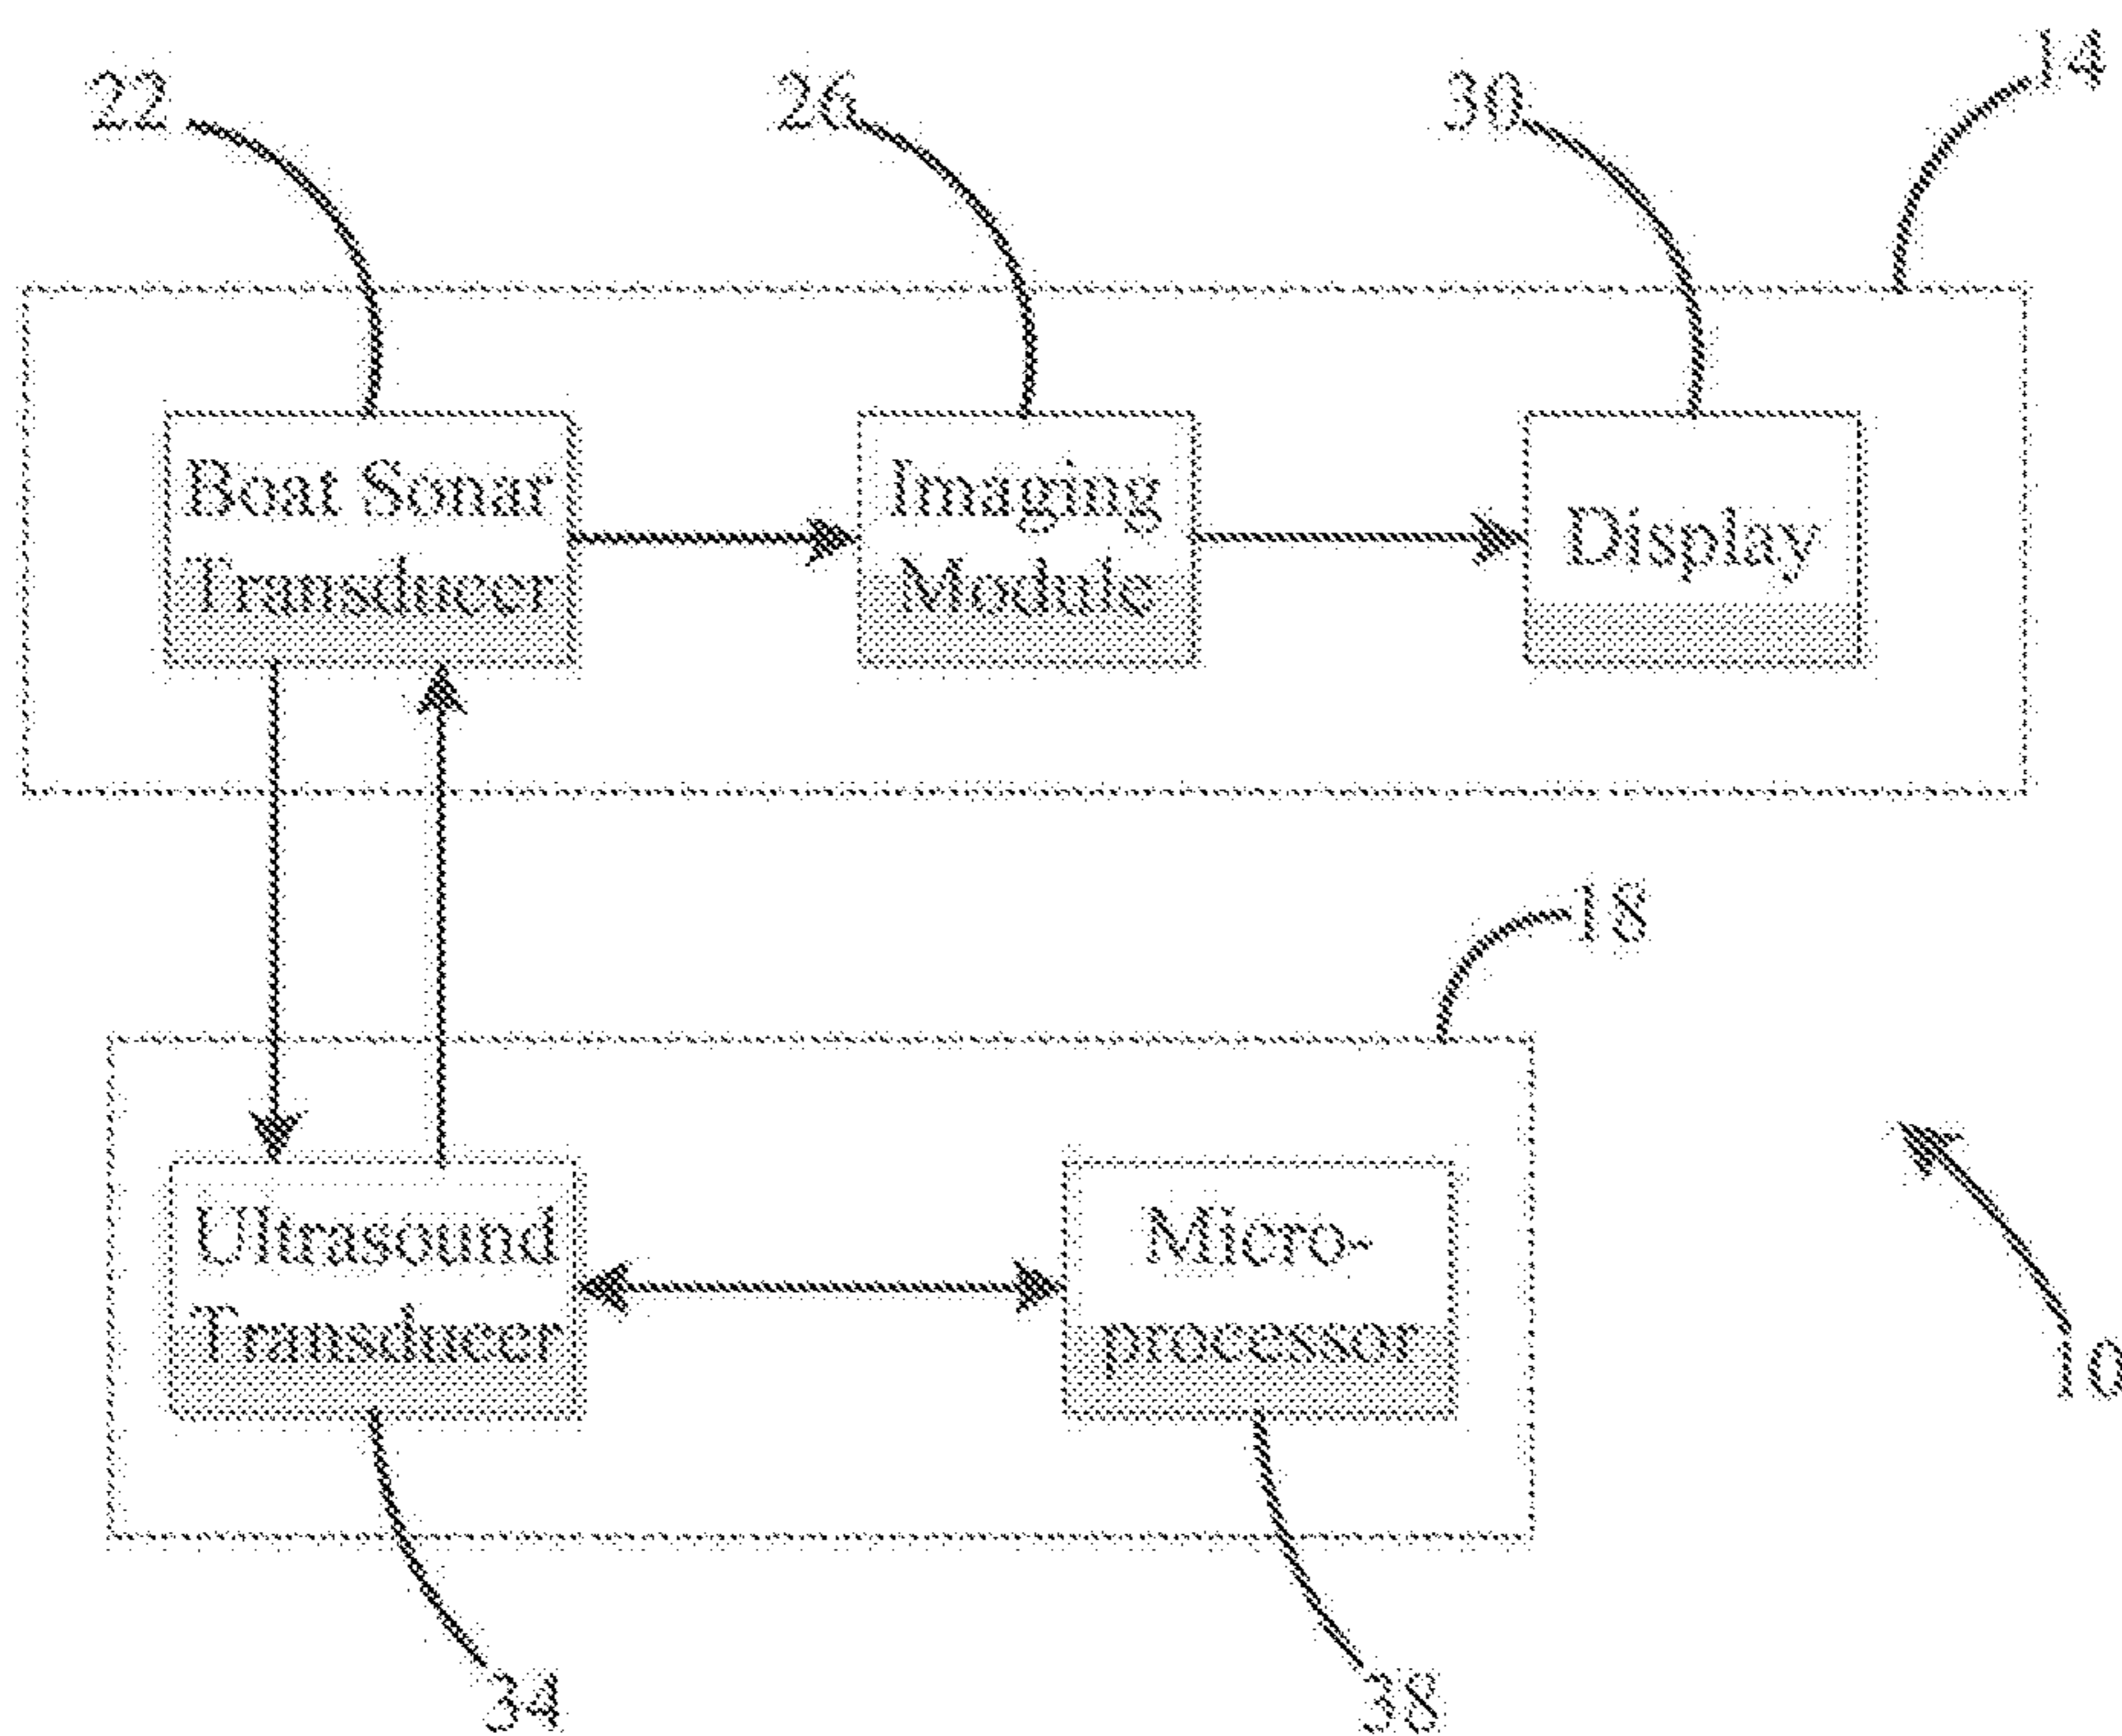 14
22
26
30
Boat Sonar
Transducer
Imaging
Module
Display
18
Ultrasound
Transducer
Micro-
processor
10
34
38